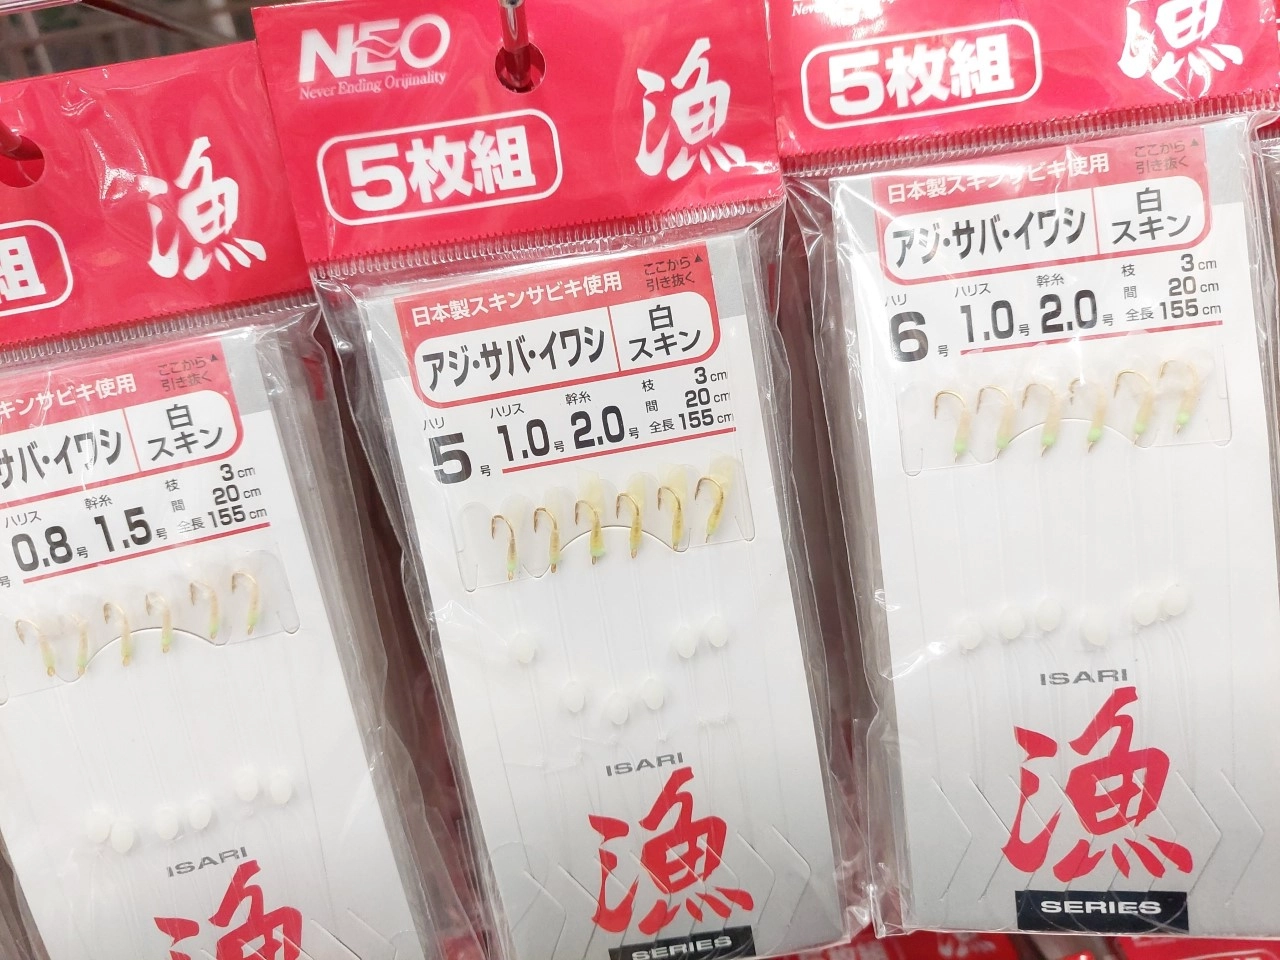 組
漁
キンサビキ使用
ここから▲
引き抜く
サバ・イワシ
白
スキン
ハリス
0.8号
幹糸
1.5号
枝 3cm
間 20cm
全長 155cm
号
ISARI
漁
NEO
Never Ending Orijinality
5枚組
漁
日本製スキンサビキ使用
ここから▲
引き抜く
アジ・サバ・イワシ
白
スキン
ハリ
5号
ハリス
1.0号
幹糸
2.0号
枝 3cm
間 20cm
全長 155cm
ISARI
漁
SERIES
5枚組
漁
日本製スキンサビキ使用
ここから▲
引き抜く
アジ・サバ・イワシ
白
スキン
ハリ
6号
ハリス
1.0号
幹糸
2.0号
枝 3cm
間 20cm
全長 155cm
ISARI
漁
SERIES